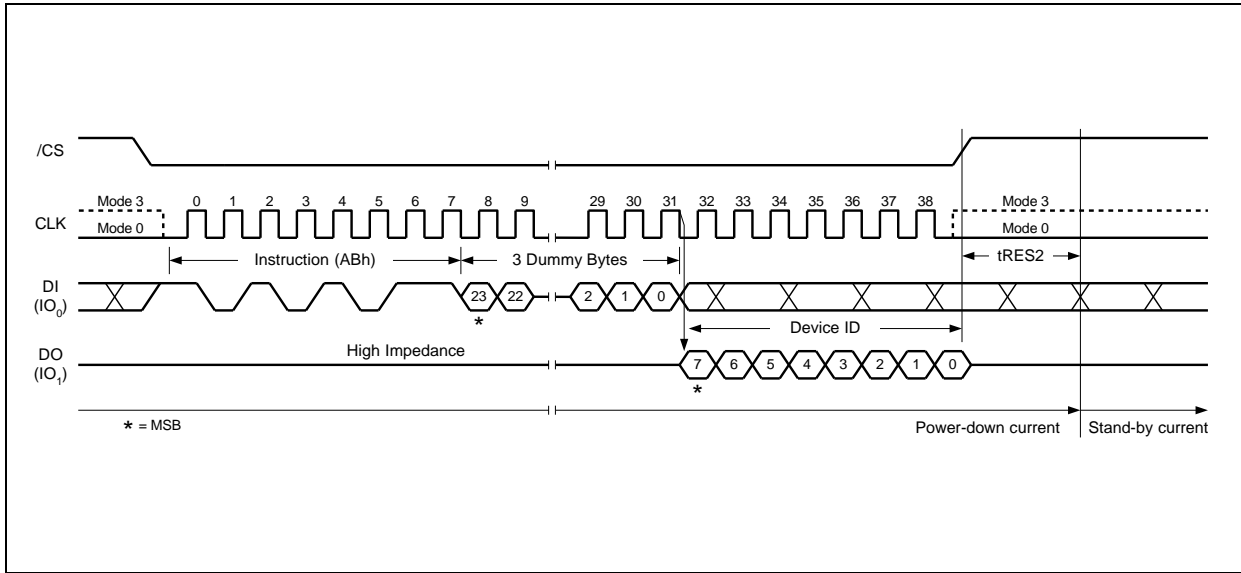 /CS
Mode 3 0 1 2 3 4 5 6 7 8 9 29 30 31 32 33 34 35 36 37 38 Mode 3
CLK Mode 0 Mode 0
Instruction (ABh) 3 Dummy Bytes tRES2
DI
(IO0) 23 22 2 1 0
* Device ID
DO High Impedance
(IO1) 7 6 5 4 3 2 1 0
*
* = MSB Power-down current Stand-by current